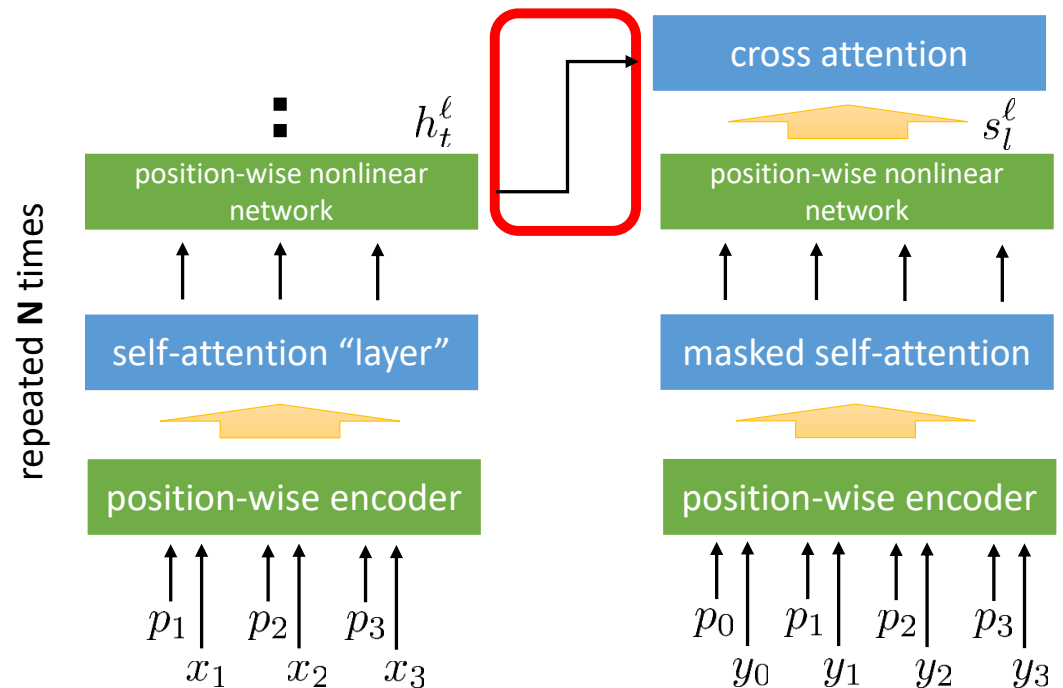 repeated N times
h_t^ℓ
position-wise nonlinear
network
self-attention “layer”
position-wise encoder
p_1 p_2 p_3
x_1 x_2 x_3
cross attention
s_l^ℓ
position-wise nonlinear
network
masked self-attention
position-wise encoder
p_0 p_1 p_2 p_3
y_0 y_1 y_2 y_3